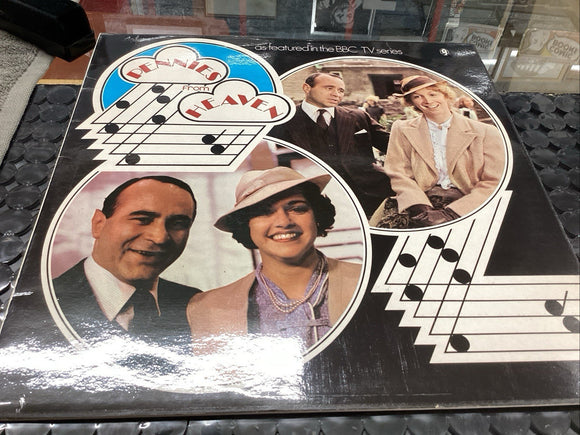 PENNIES
from
HEAVEN
as featured in the BBC TV series